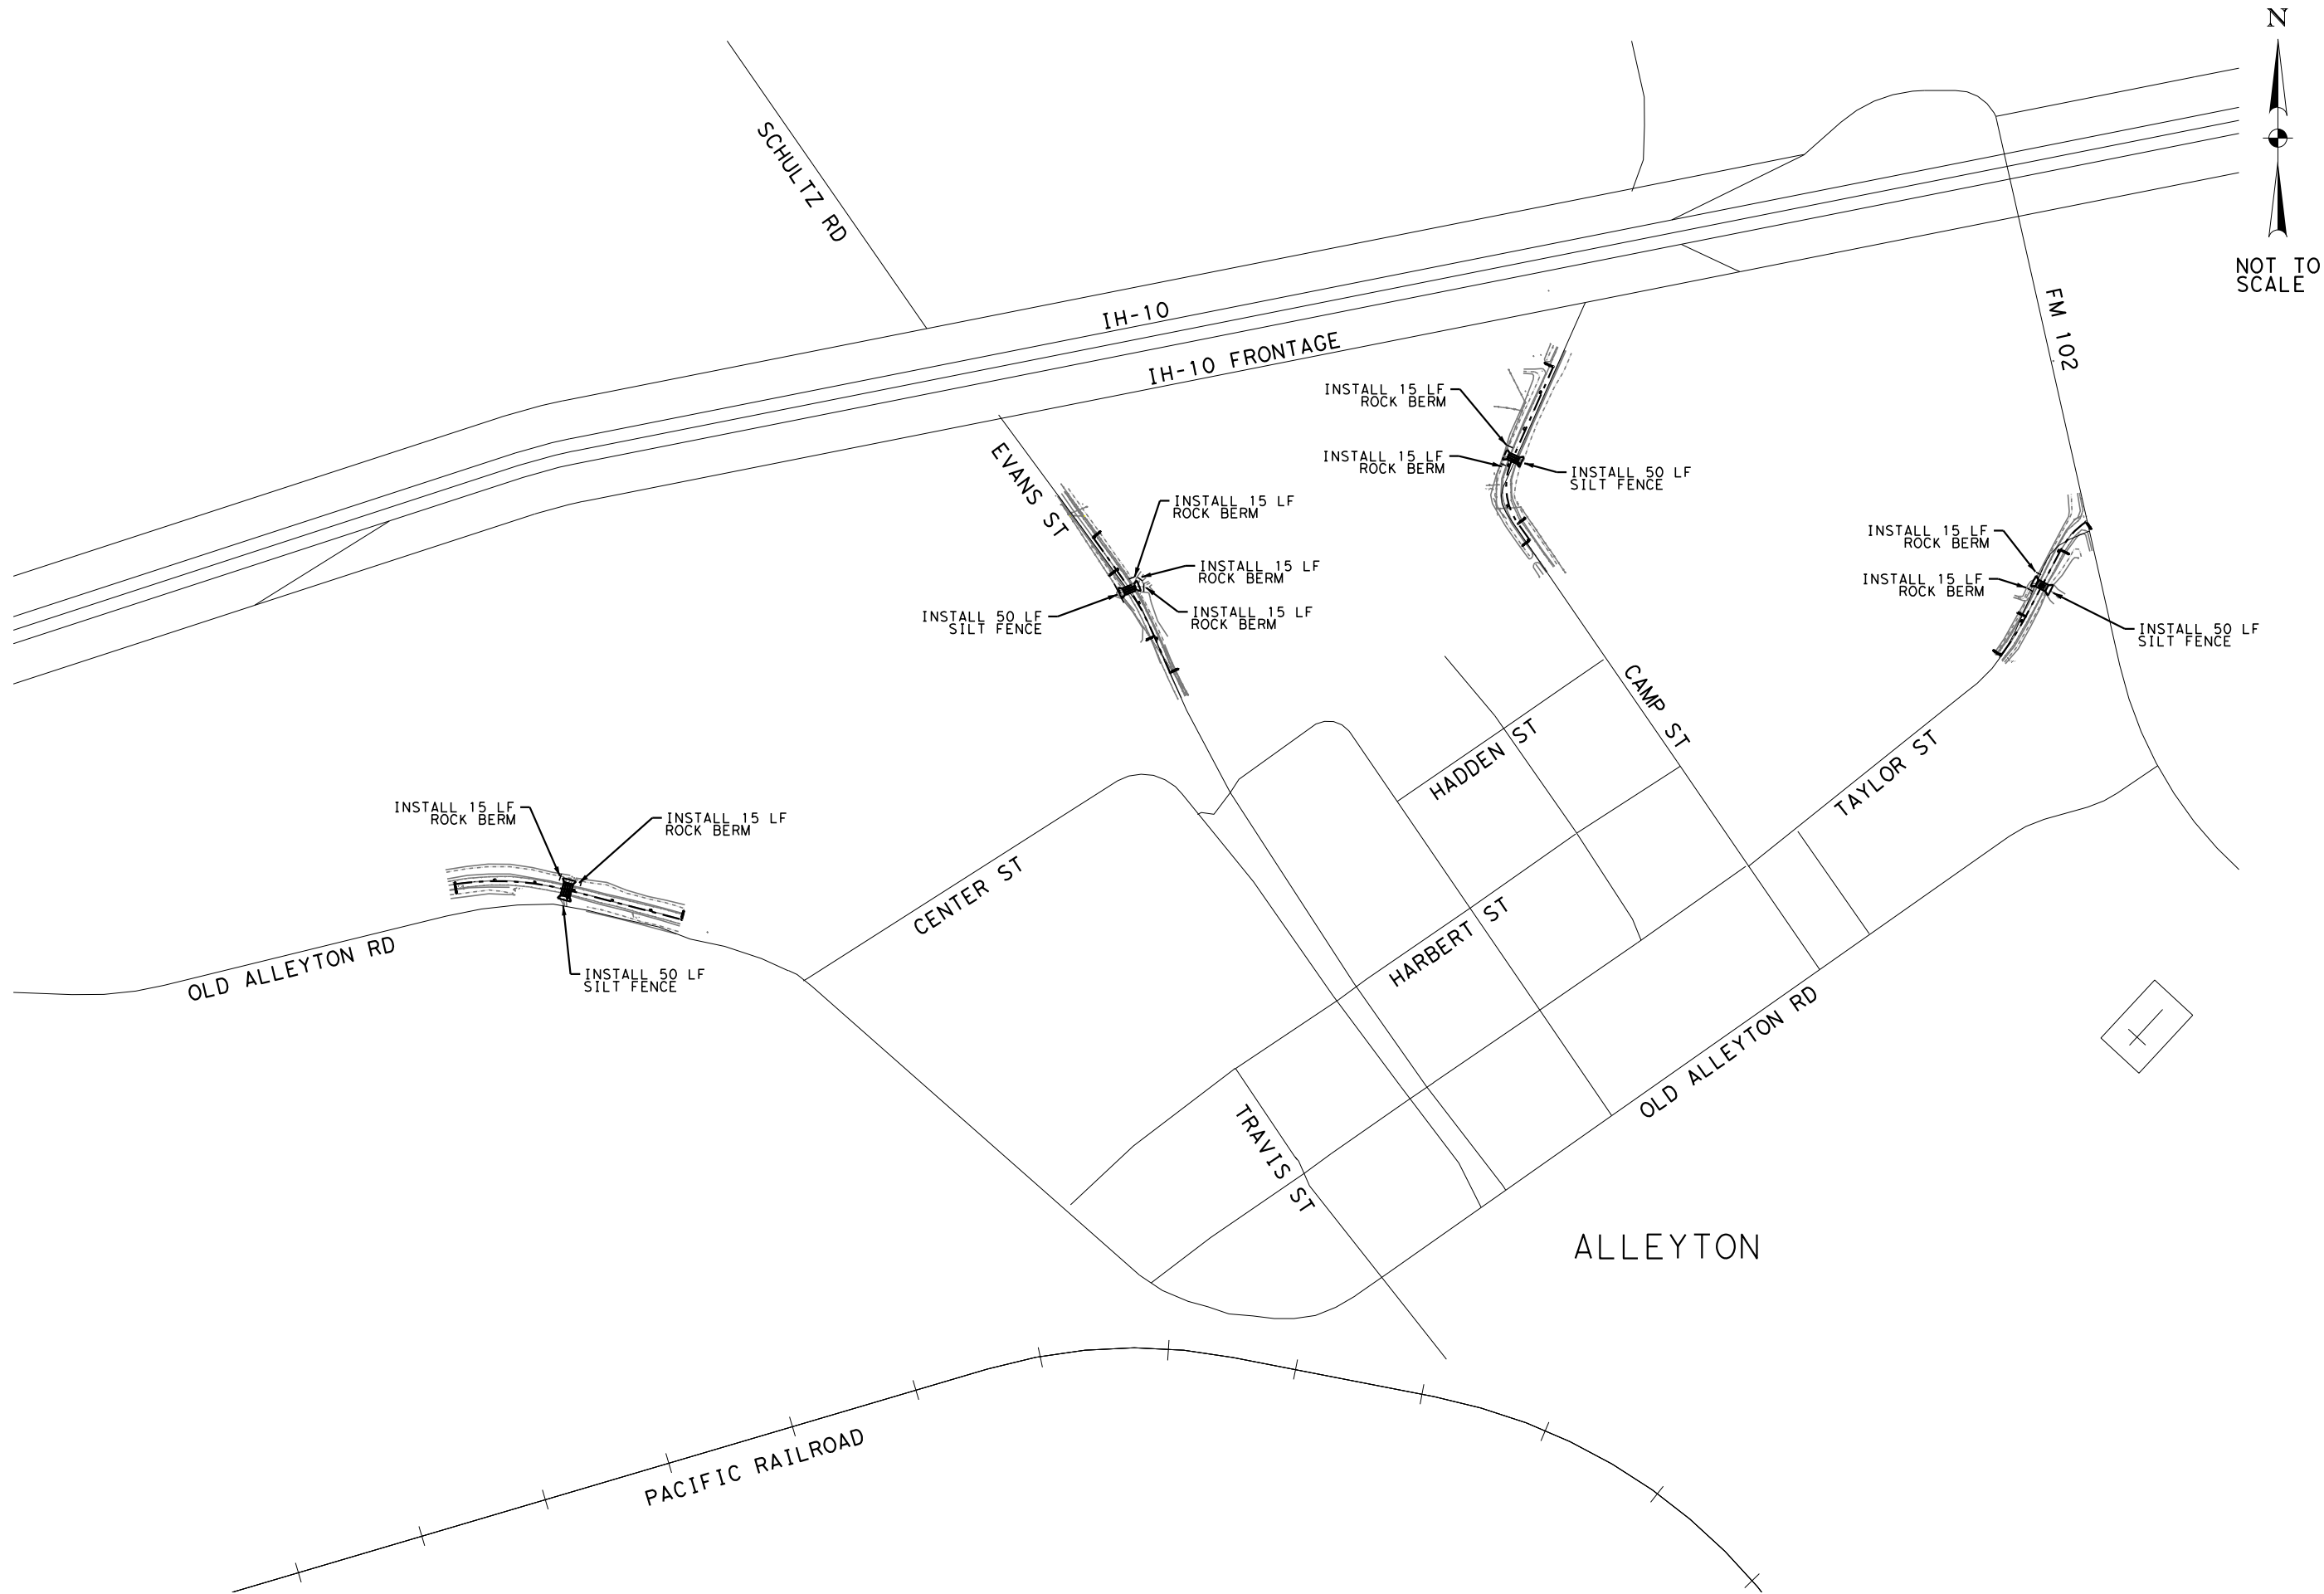 N
NOT TO
SCALE
SCHULTZ RD
IH-10
IH-10 FRONTAGE
FM 102
EVANS ST
INSTALL 15 LF
ROCK BERM
INSTALL 15 LF
ROCK BERM
INSTALL 50 LF
SILT FENCE
INSTALL 15 LF
ROCK BERM
INSTALL 15 LF
ROCK BERM
INSTALL 15 LF
ROCK BERM
INSTALL 50 LF
SILT FENCE
INSTALL 15 LF
ROCK BERM
INSTALL 15 LF
ROCK BERM
INSTALL 50 LF
SILT FENCE
CAMP ST
HADDEN ST
TAYLOR ST
INSTALL 15 LF
ROCK BERM
INSTALL 15 LF
ROCK BERM
INSTALL 50 LF
SILT FENCE
CENTER ST
HARBERT ST
OLD ALLEYTON RD
OLD ALLEYTON RD
TRAVIS ST
ALLEYTON
PACIFIC RAILROAD